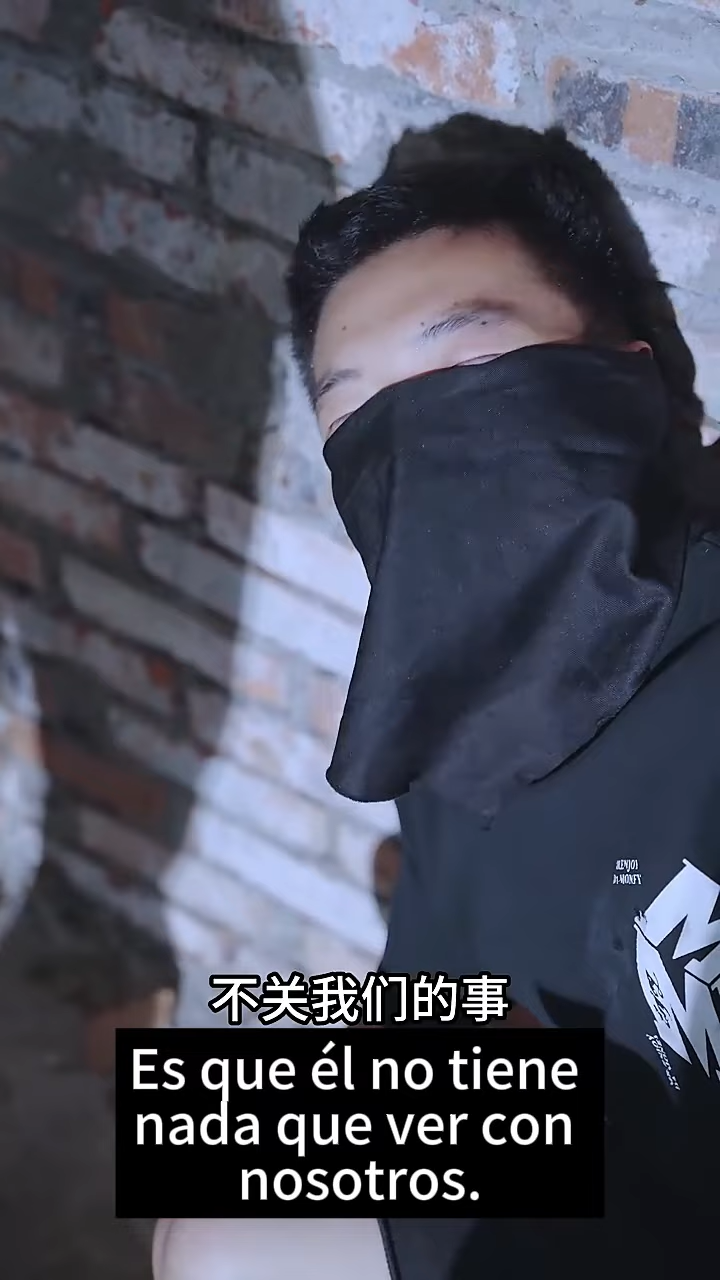 不关我们的事
Es que él no tiene
nada que ver con
nosotros.